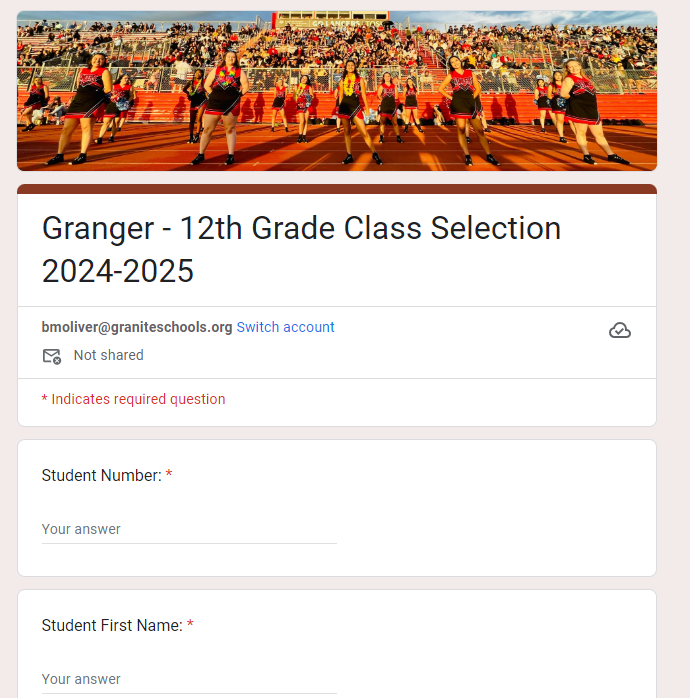 Granger - 12th Grade Class Selection
2024-2025
bmoliver@graniteschools.org Switch account
Not shared
* Indicates required question
Student Number: *
Your answer
Student First Name: *
Your answer